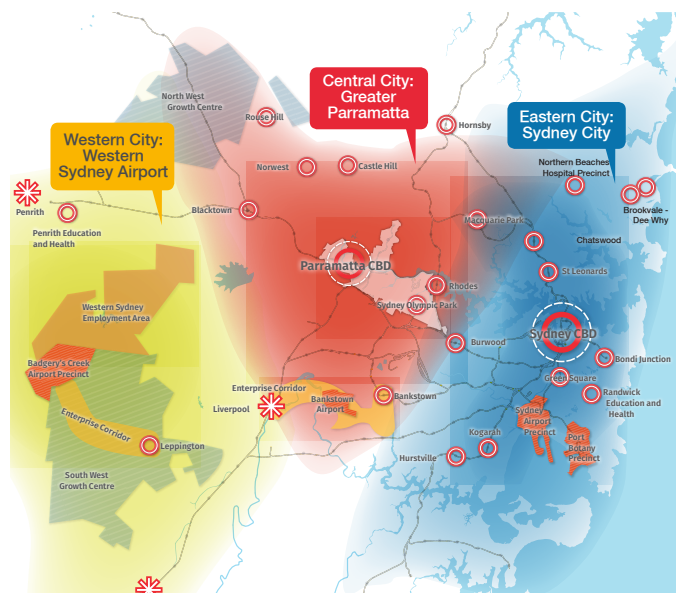 Central City:
Greater
Parramatta
Eastern City:
Sydney City
Western City:
Western
Sydney Airport
North West
Growth Centre
Rouse Hill
Hornsby
Norwest
Castle Hill
Northern Beaches
Hospital Precinct
Penrith
Penrith Education
and Health
Blacktown
Macquarie Park
Brookvale -
Dee Why
Chatswood
Parramatta CBD
St Leonards
Rhodes
Western Sydney
Employment Area
Sydney Olympic Park
Sydney CBD
Burwood
Badgery's Creek
Airport Precinct
Bondi Junction
Enterprise Corridor
Green Square
Liverpool
Bankstown
Airport
Bankstown
Randwick
Education and
Health
Enterprise Corridor
Sydney
Airport
Precinct
Leppington
Kogarah
Port
Botany
Precinct
Hurstville
South West
Growth Centre